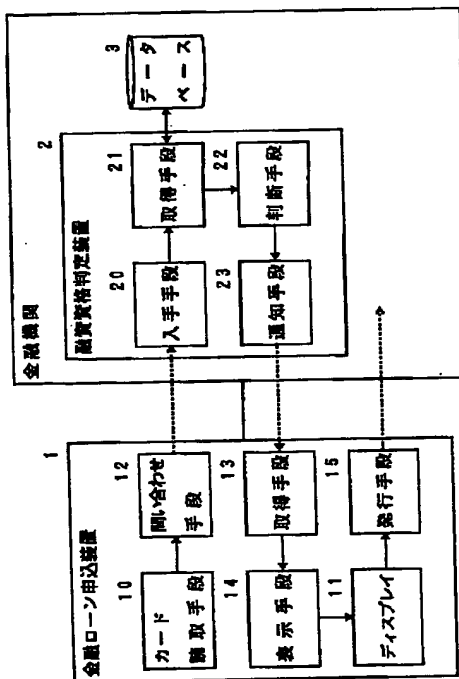 金融ローン申込装置
1
10
カード
読取手段
12
問い合わせ
手段
14
表示手段
13
取得手段
11
ディスプレイ
15
発行手段
金融機関
融資資格判定装置
2
20
入手手段
21
取得手段
3
データ
ベース
23
通知手段
22
判断手段